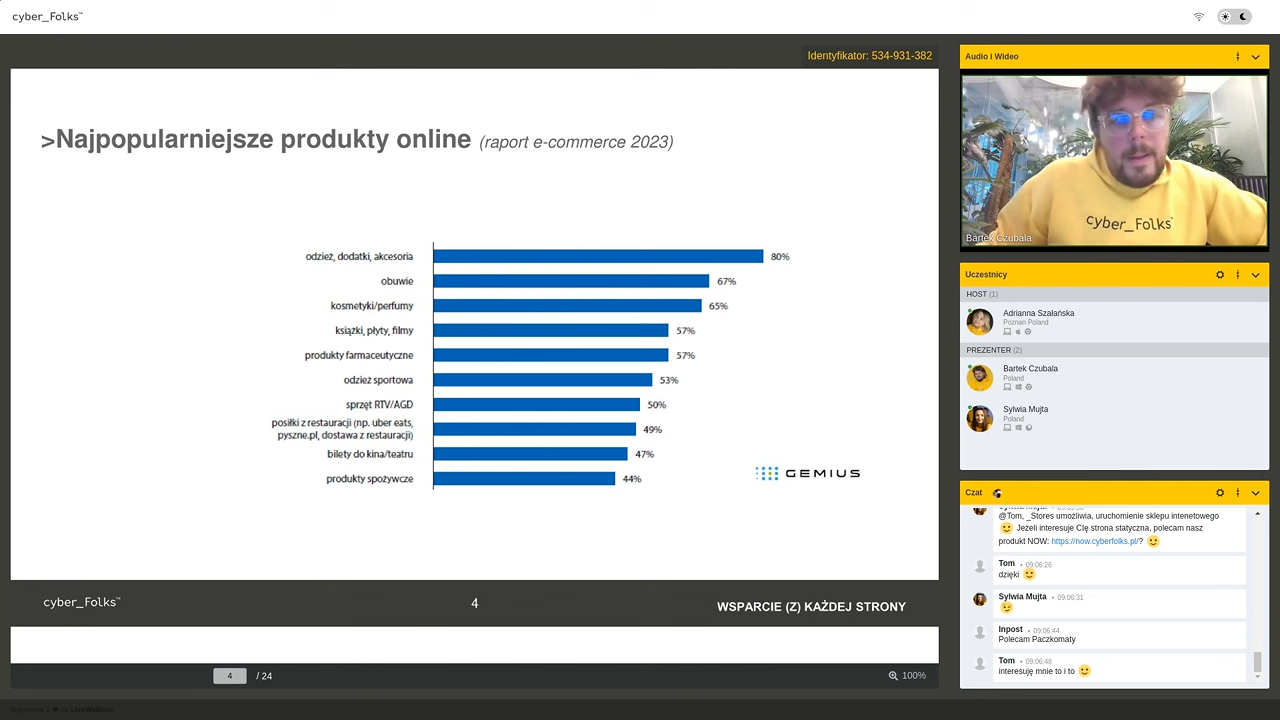 cyber_Folks™
Identyfikator: 534-931-382
>Najpopularniejsze produkty online (raport e-commerce 2023)
odzież, dodatki, akcesoria 80%
obuwie 67%
kosmetyki/perfumy 65%
książki, płyty, filmy 57%
produkty farmaceutyczne 57%
odzież sportowa 53%
sprzęt RTV/AGD 50%
posiłki z restauracji (np. uber eats,
pyszne.pl, dostawa z restauracji) 49%
bilety do kina/teatru 47%
produkty spożywcze 44%
GEMIUS
cyber_Folks™
4
WSPARCIE (Z) KAŻDEJ STRONY
4 / 24
100%
Audio i Wideo
cyber_Folks™
Bartek Czubala
Uczestnicy
HOST (1)
Adrianna Szałańska
Poznan Poland
PREZENTER (2)
Bartek Czubala
Poland
Sylwia Mujta
Poland
Czat
@Tom, _Stores umożliwia, uruchomienie sklepu intenetowego
Jeżeli interesuje CIę strona statyczna, polecam nasz
produkt NOW: https://now.cyberfolks.pl/?
Tom • 09:06:26
dzięki
Sylwia Mujta • 09:06:31
Inpost • 09:06:44
Polecam Paczkomaty
Tom • 09:06:48
interesuję mnie to i to